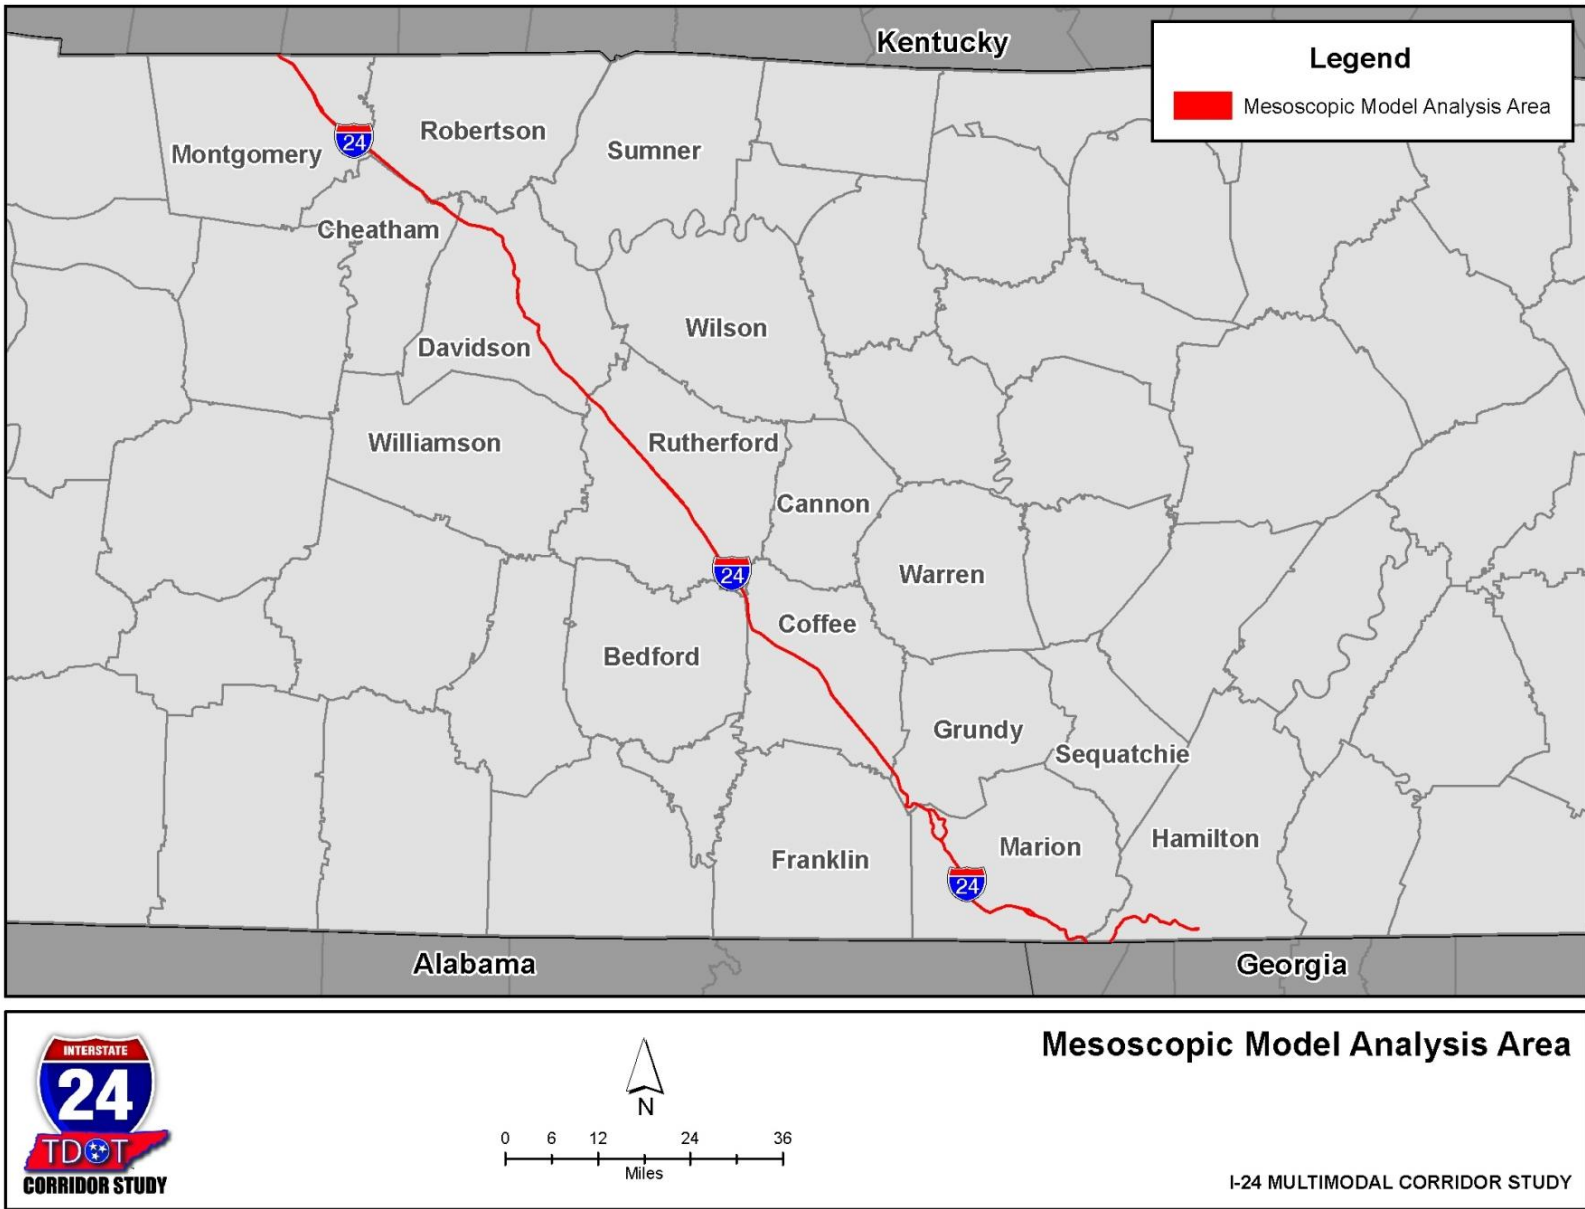 Kentucky
Legend
Mesoscopic Model Analysis Area
Montgomery
24
Robertson
Sumner
Cheatham
Davidson
Wilson
Williamson
Rutherford
Cannon
24
Warren
Coffee
Bedford
Grundy
Sequatchie
Franklin
Marion
Hamilton
24
Alabama
Georgia
INTERSTATE
24
TDOT
CORRIDOR STUDY
N
0 6 12 24 36
Miles
Mesoscopic Model Analysis Area
I-24 MULTIMODAL CORRIDOR STUDY